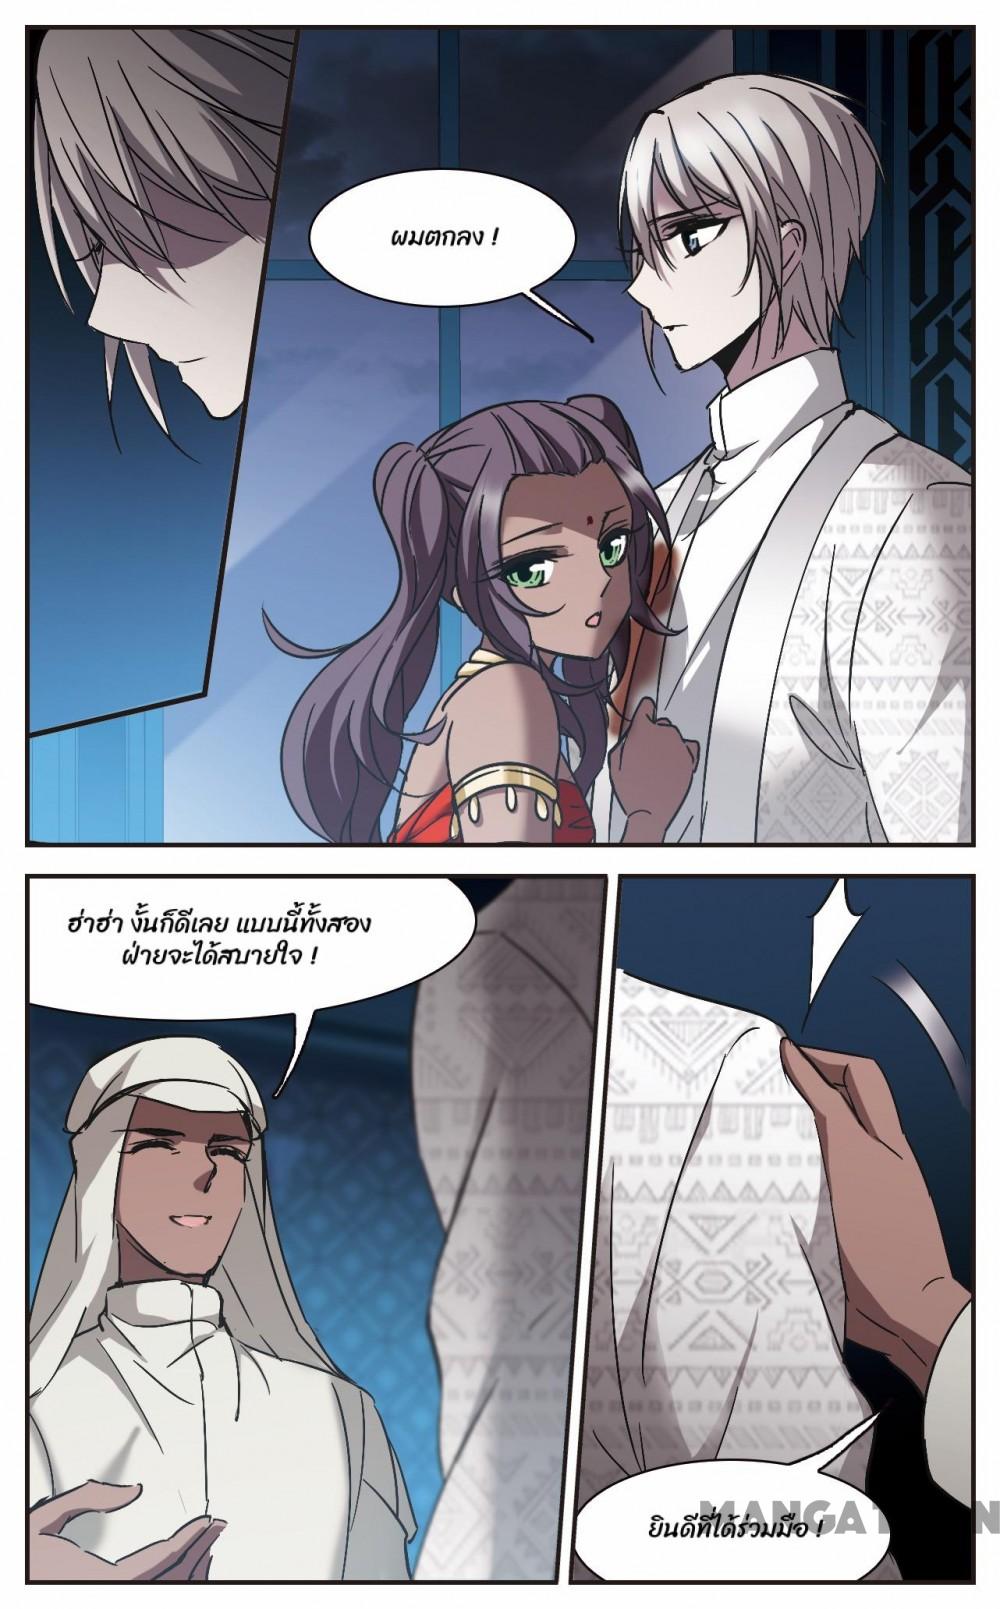 ผมตกลง !
ฮ่าฮ่า งั้นก็ดีเลย แบบนี้ทั้งสอง
ฝ่ายจะได้สบายใจ !
ยินดีที่ได้ร่วมมือ !